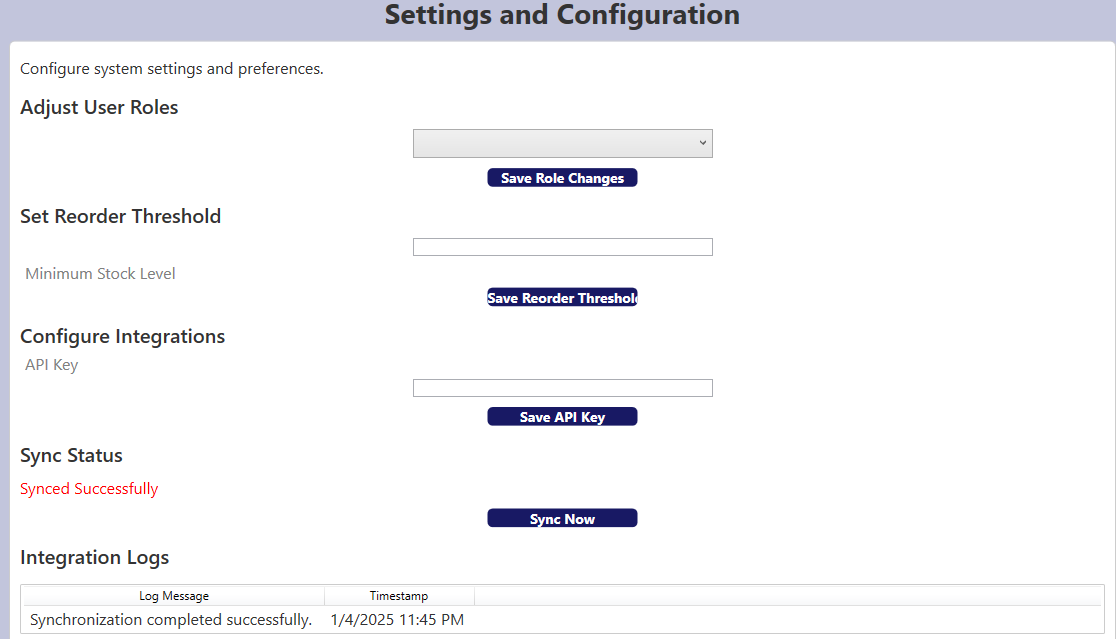 Settings and Configuration
Configure system settings and preferences.
Adjust User Roles
Save Role Changes
Set Reorder Threshold
Minimum Stock Level
Save Reorder Threshol
Configure Integrations
API Key
Save API Key
Sync Status
Synced Successfully
Sync Now
Integration Logs
Log Message Timestamp
Synchronization completed successfully. 1/4/2025 11:45 PM